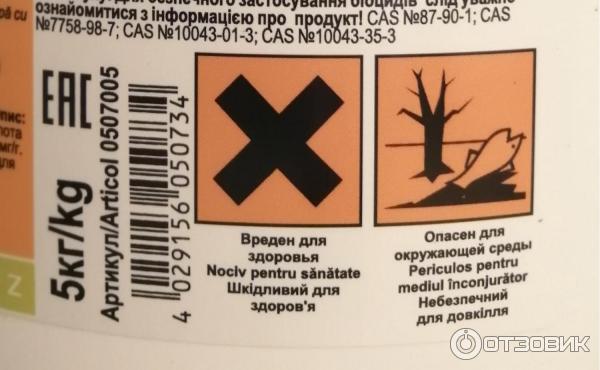 ознайомитися з інформацією про продукт! CAS №87-90-1; CAS
№7758-98-7; CAS №10043-01-3; CAS №10043-35-3
EAC
5кг/kg
Артикул/Articol 0507005
4 029156 050734
Вреден для
здоровья
Nociv pentru sănătate
Шкідливий для
здоров'я
Опасен для
окружающей среды
Periculos pentru
mediul înconjurător
Небезпечний
для довкілля
Z
ОТЗОВИК